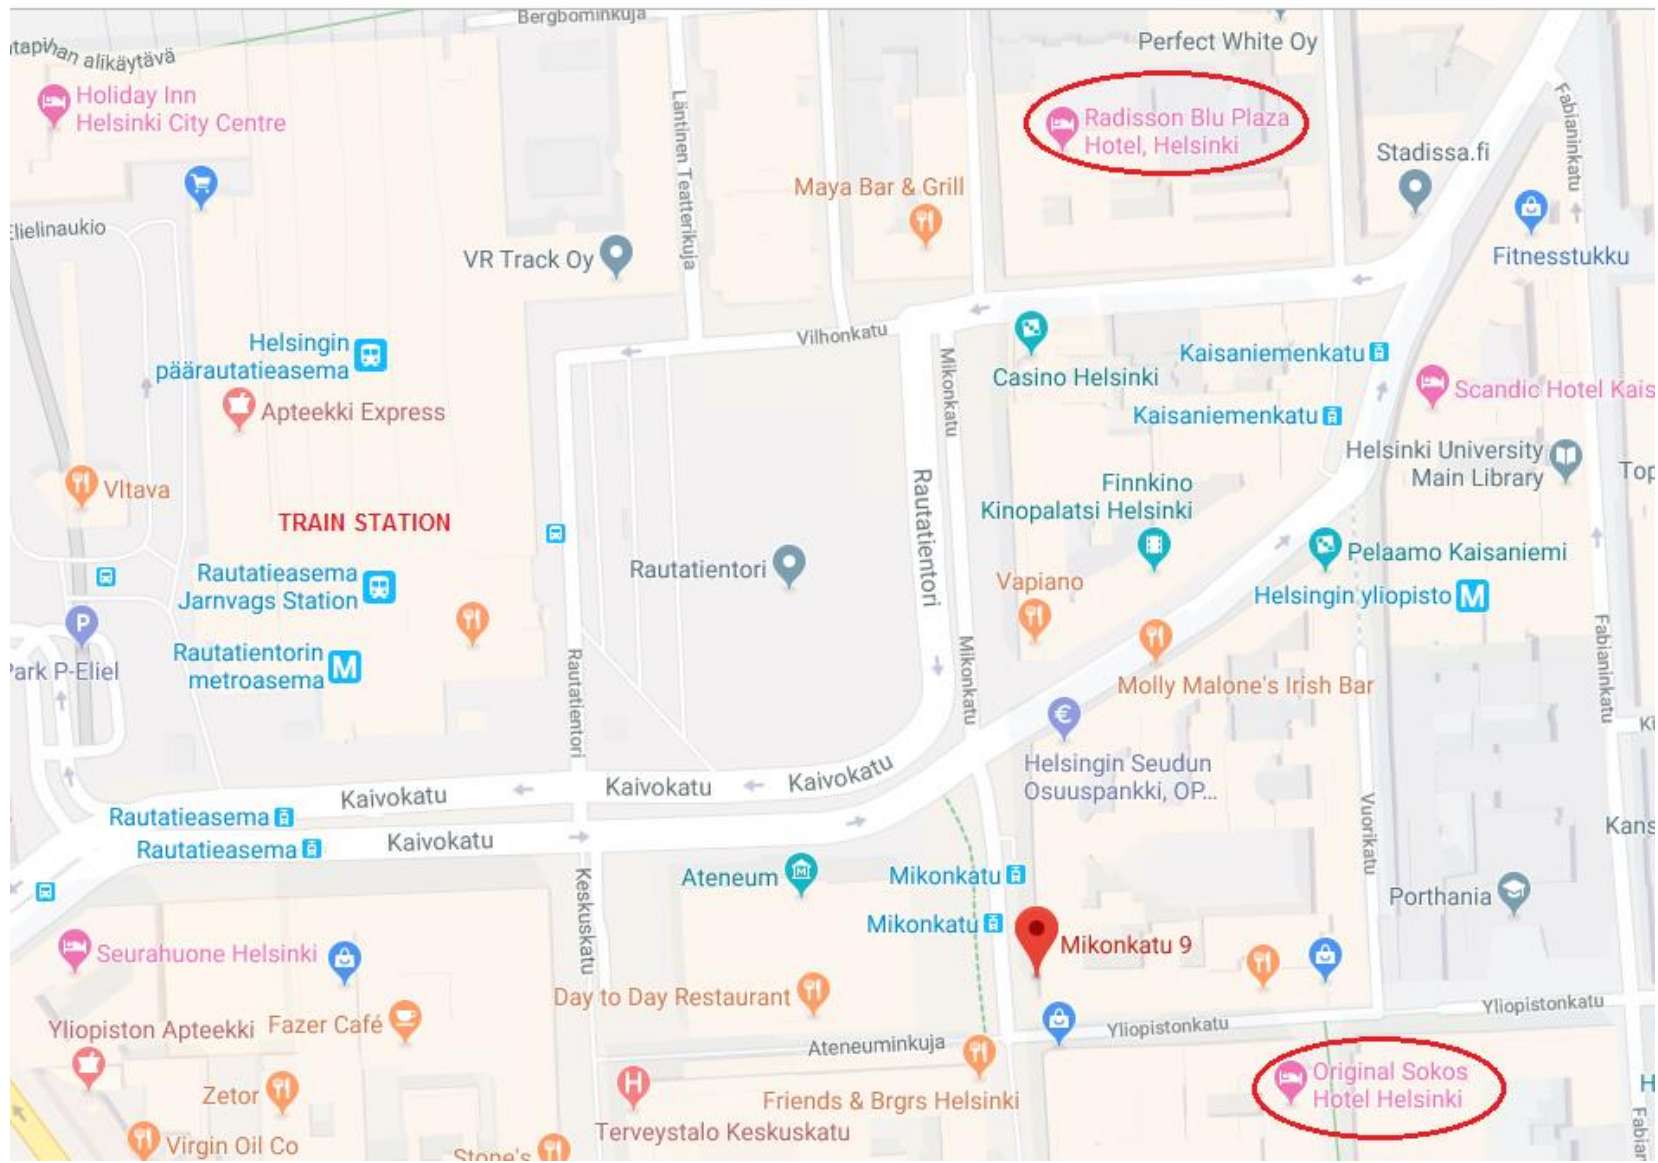 Bergbominkuja
Perfect White Oy
tapihan alikäytävä
Holiday Inn
Helsinki City Centre
Radisson Blu Plaza
Hotel, Helsinki
Fabianinkatu
Läntinen Teatterikuja
Stadissa.fi
Maya Bar & Grill
Elielinaukio
VR Track Oy
Fitnesstukku
Vilhonkatu
Helsingin
päärautatieasema
Kaisaniemenkatu
Casino Helsinki
Mikonkatu
Apteekki Express
Kaisaniemenkatu
Scandic Hotel Kais
Helsinki University
Main Library
Top
Vltava
TRAIN STATION
Rautatientori
Finnkino
Kinopalatsi Helsinki
Pelaamo Kaisaniemi
Rautatientori
Rautatieasema
Jarnvags Station
Vapiano
Helsingin yliopisto M
P
Park P-Eliel
Rautatientorin
metroasema M
Rautatientori
Mikonkatu
Molly Malone's Irish Bar
Fabianinkatu
€
Helsingin Seudun
Osuuspankki, OP...
Kaivokatu
Kaivokatu
Kaivokatu
Rautatieasema
Rautatieasema
Kaivokatu
Vuorikatu
Kans
Ateneum
Mikonkatu
Mikonkatu
Keskuskatu
Porthania
Mikonkatu 9
Seurahuone Helsinki
Day to Day Restaurant
Yliopistonkatu
Yliopistonkatu
Yliopiston Apteekki
Fazer Café
Ateneuminkuja
Zetor
H
Terveystalo Keskuskatu
Friends & Brgrs Helsinki
Original Sokos
Hotel Helsinki
H
Fabian
Virgin Oil Co
Stone's